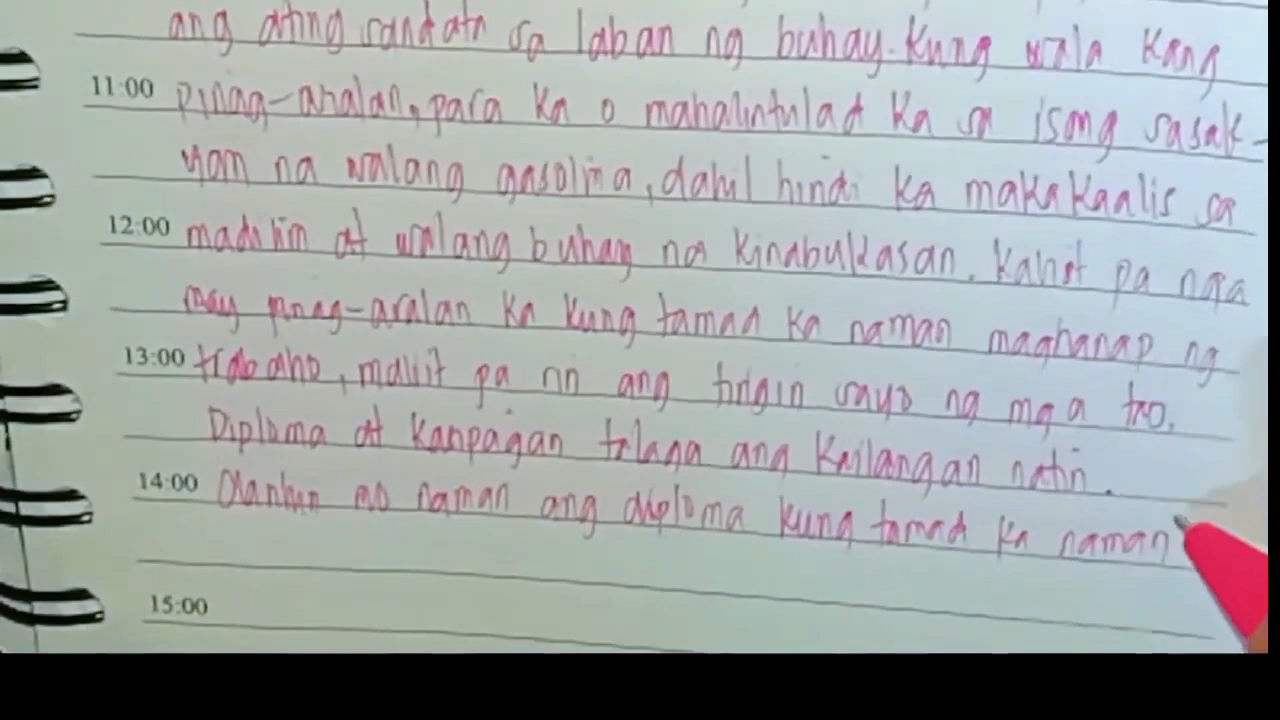 ang ating sandata sa laban ng buhay. Kung wala kang
11:00 pinag-aralan, para ka o mahalintulad ka sa isang sasak-
yan na walang gasolina, dahil hindi ka makakaalis sa
12:00 madilim at walang buhay na kinabukasan. Kahit pa nga
may pinag-aralan ka kung tamad ka naman maghanap ng
13:00 trabaho, maliit pa rin ang tingin sayo ng mga tao.
Diploma at kanpagan talaga ang kailangan natin.
14:00 mo naman ang diploma kung tamad ka naman
15:00